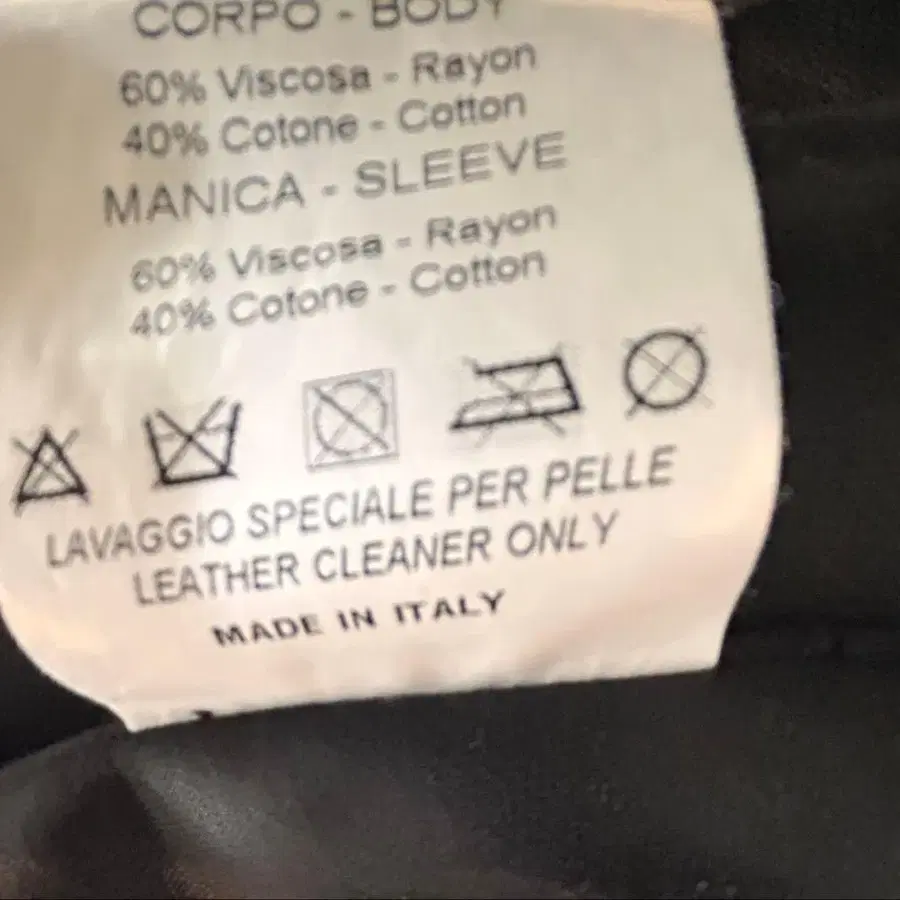 CORPO - BODY
60% Viscosa - Rayon
40% Cotone - Cotton
MANICA - SLEEVE
60% Viscosa - Rayon
40% Cotone - Cotton
LAVAGGIO SPECIALE PER PELLE
LEATHER CLEANER ONLY
MADE IN ITALY